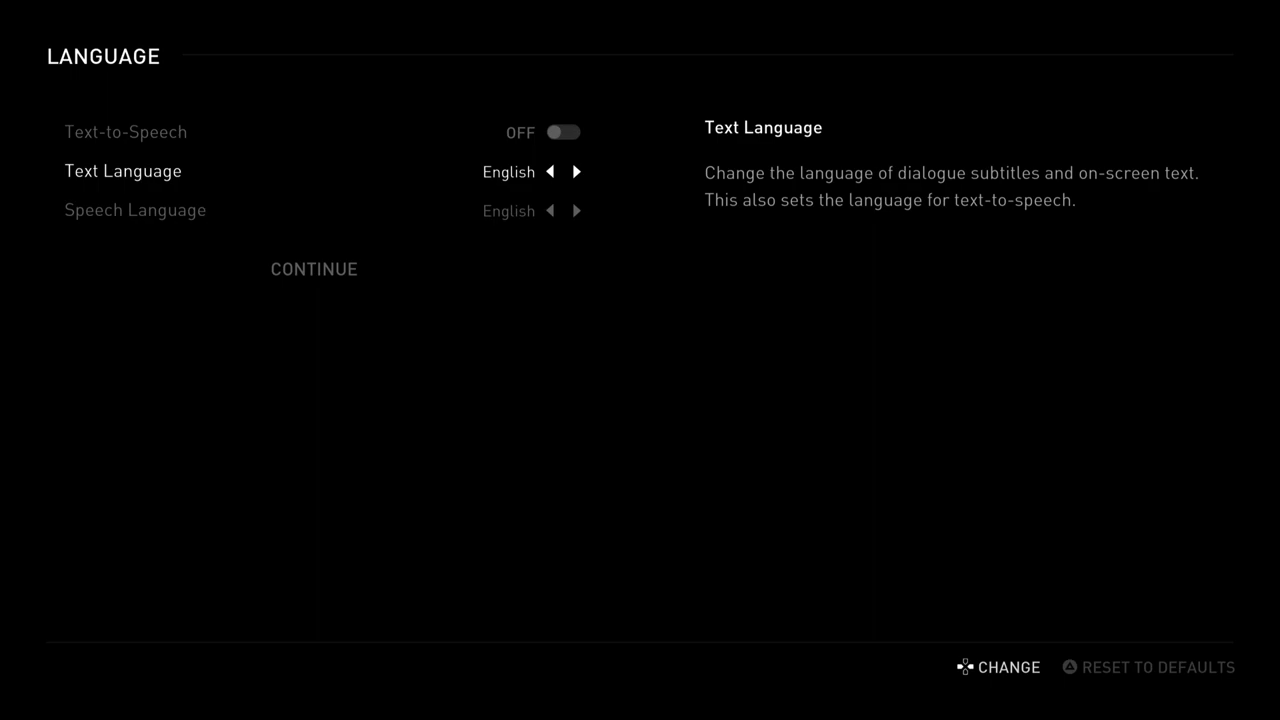 LANGUAGE
Text-to-Speech OFF
Text Language English
Speech Language English
CONTINUE
Text Language
Change the language of dialogue subtitles and on-screen text.
This also sets the language for text-to-speech.
CHANGE RESET TO DEFAULTS